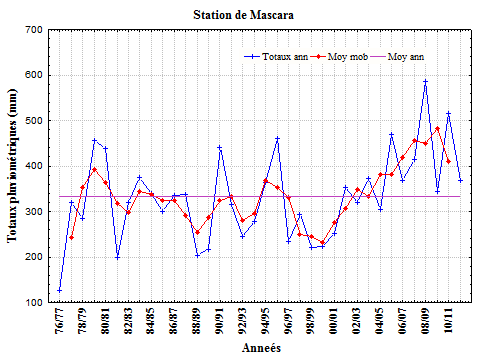 Station de Mascara
Totaux ann Moy mob Moy ann
Totaux pluviométriques (mm)
700
600
500
400
300
200
100
76/77 78/79 80/81 82/83 84/85 86/87 88/89 90/91 92/93 94/95 96/97 98/99 00/01 02/03 04/05 06/07 08/09 10/11
Anneés